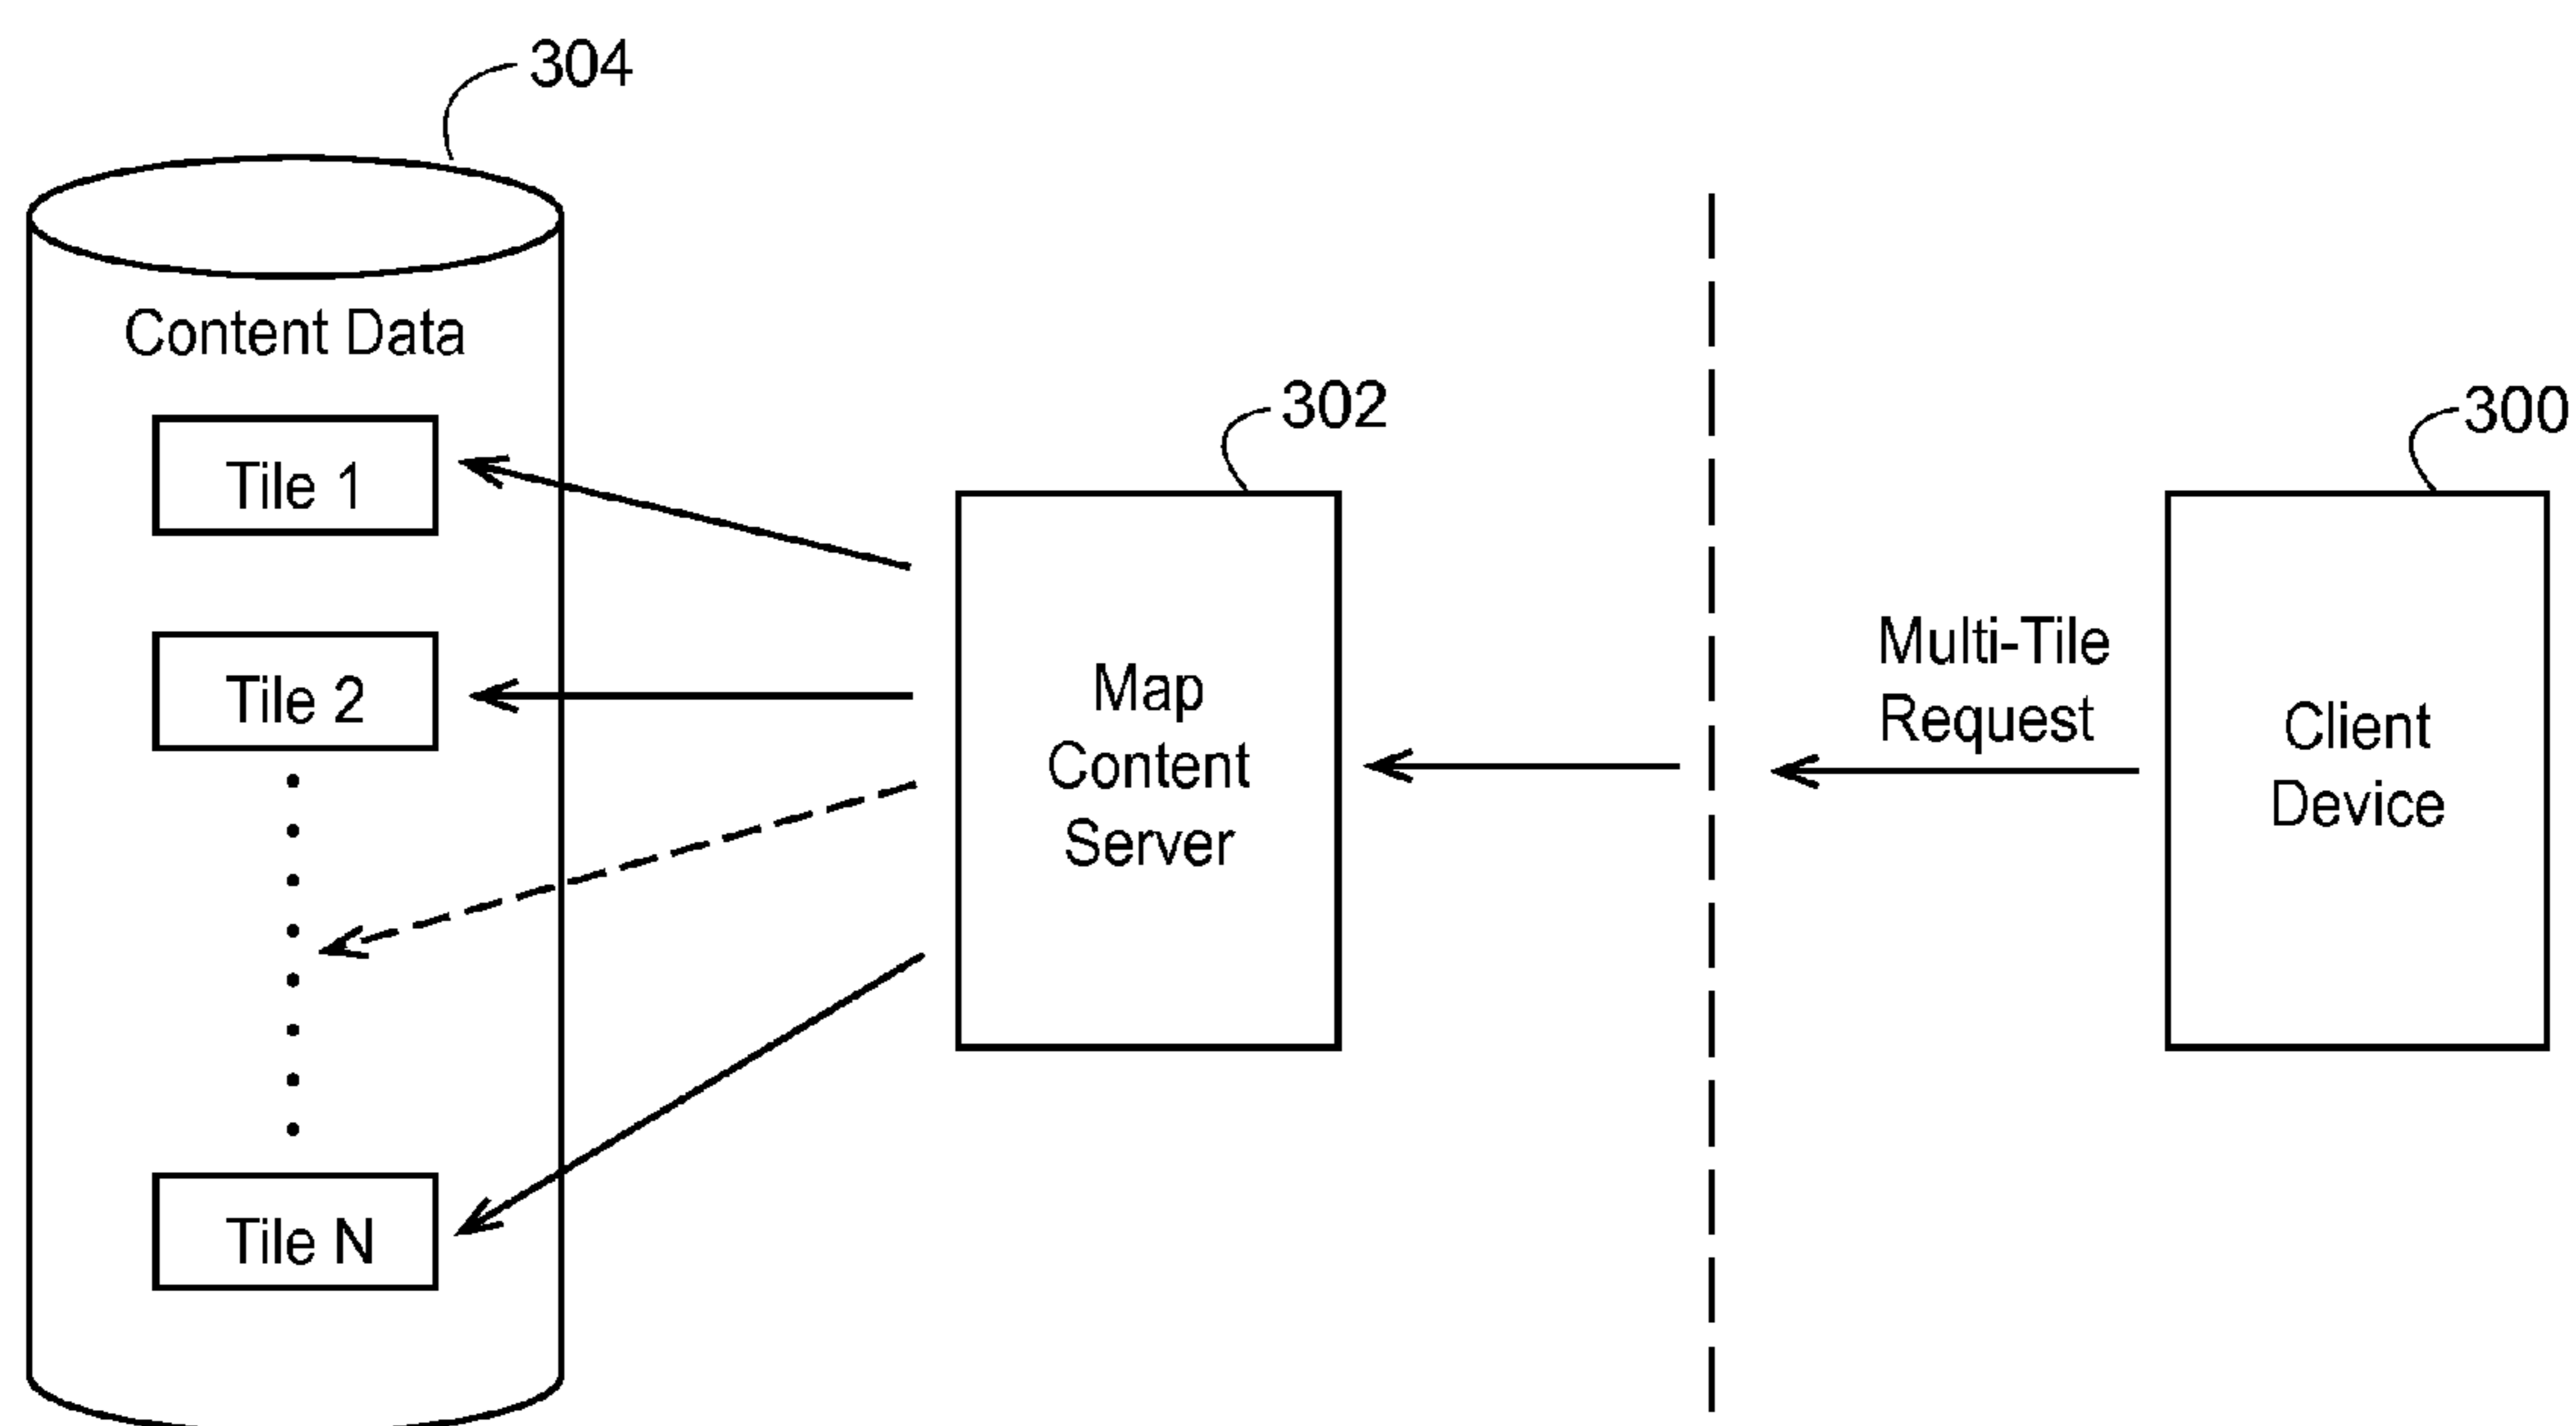 304
Content Data
Tile 1
Tile 2
Tile N
302
Map
Content
Server
Multi-Tile
Request
300
Client
Device